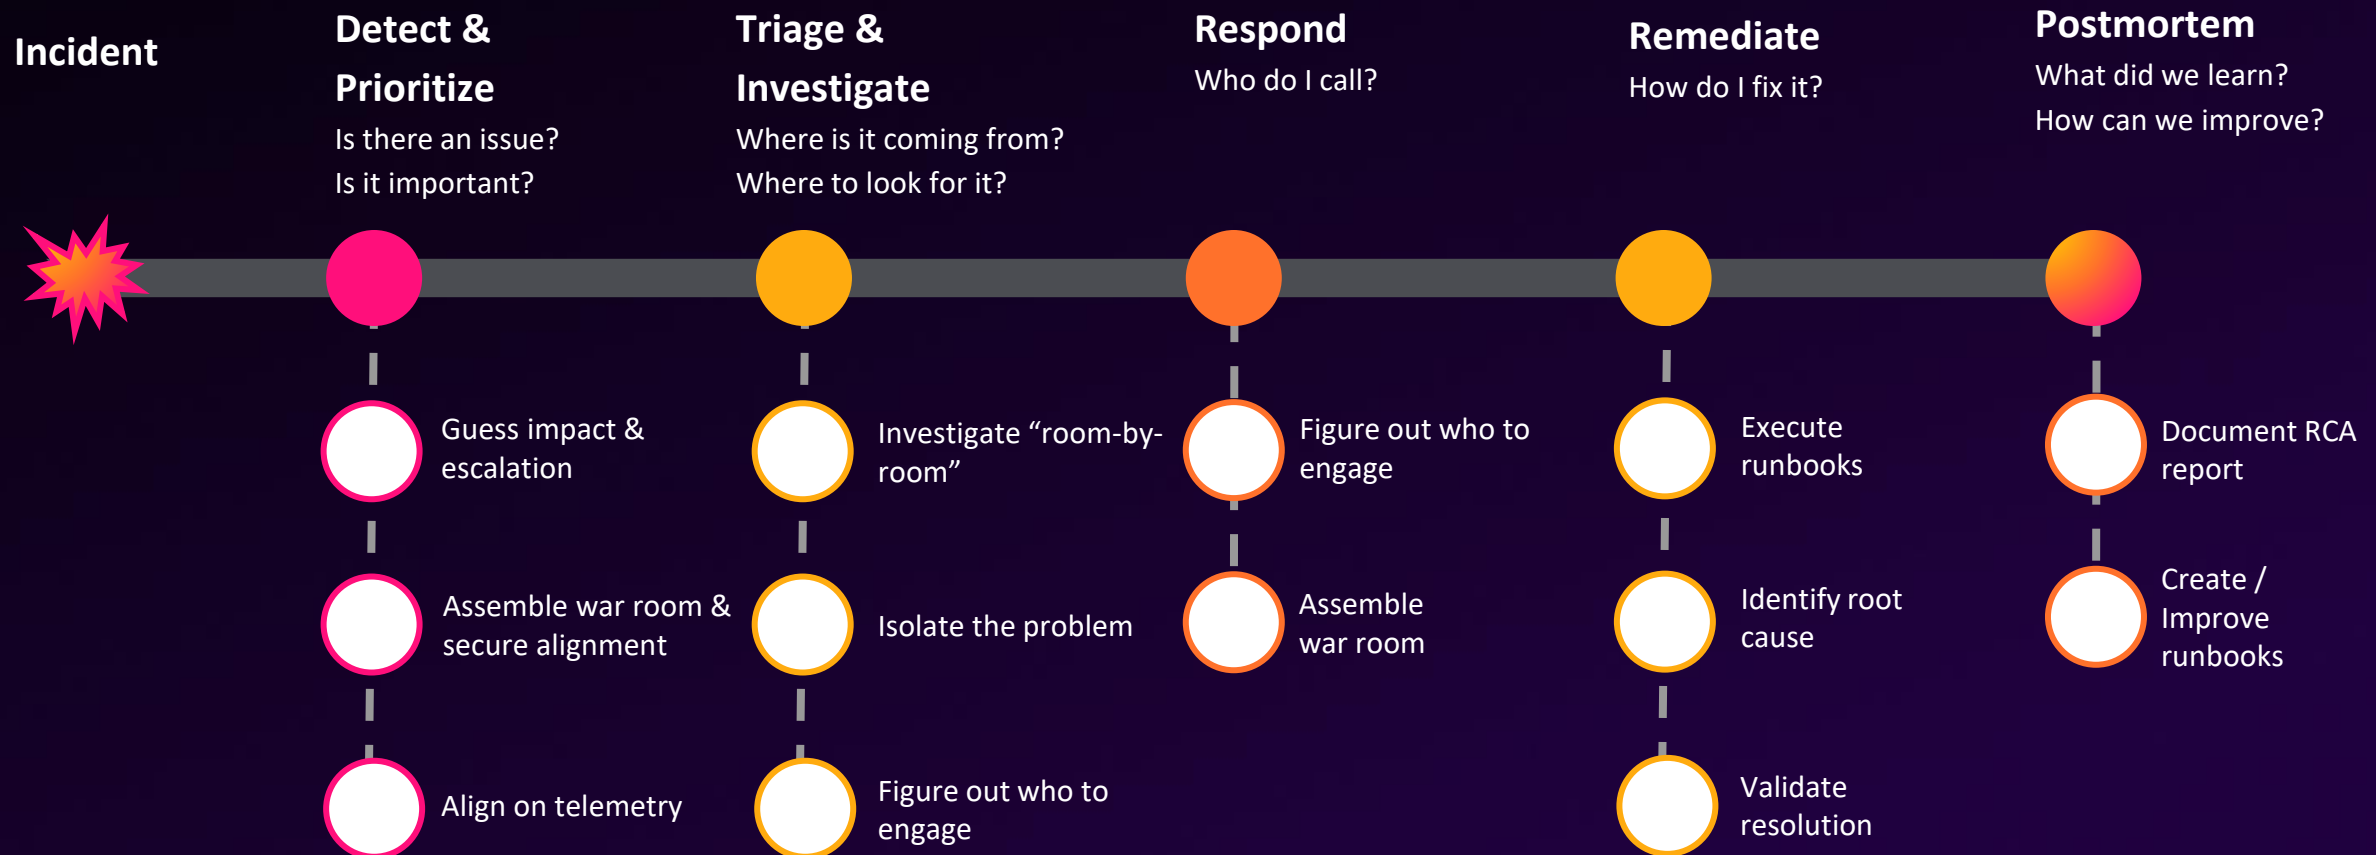 Incident
Detect &
Prioritize
Is there an issue?
Is it important?
Triage &
Investigate
Where is it coming from?
Where to look for it?
Respond
Who do I call?
Remediate
How do I fix it?
Postmortem
What did we learn?
How can we improve?
Guess impact &
escalation
Assemble war room &
secure alignment
Align on telemetry
Investigate “room-by-
room”
Isolate the problem
Figure out who to
engage
Figure out who to
engage
Assemble
war room
Execute
runbooks
Identify root
cause
Validate
resolution
Document RCA
report
Create /
Improve
runbooks